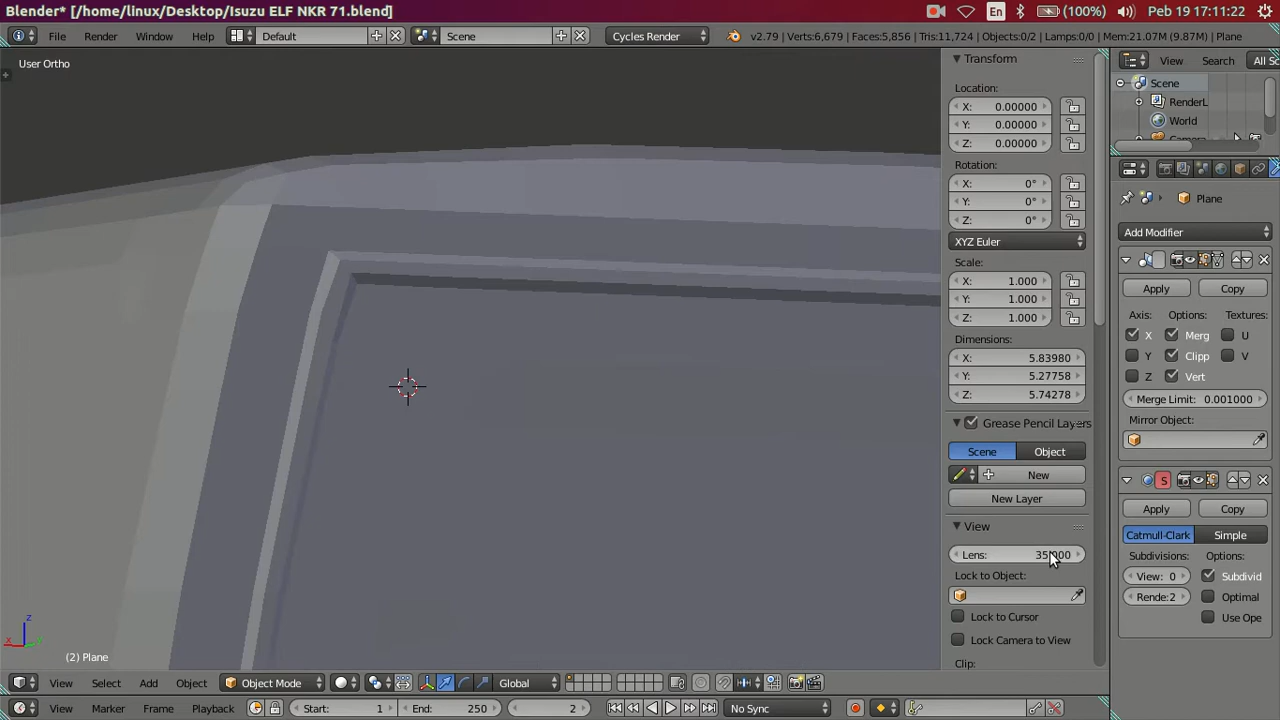 Blender* [/home/linux/Desktop/Isuzu ELF NKR 71.blend]
En (100%) Peb 19 17:11:22
File Render Window Help Default Scene Cycles Render v2.79 | Verts:6,679 | Faces:5,856 | Tris:11,724 | Objects:0/2 | Lamps:0/0 | Mem:21.07M (9.87M) | Plane
User Ortho
Transform
Location:
X: 0.00000
Y: 0.00000
Z: 0.00000
Rotation:
X: 0°
Y: 0°
Z: 0°
XYZ Euler
Scale:
X: 1.000
Y: 1.000
Z: 1.000
Dimensions:
X: 5.83980
Y: 5.27758
Z: 5.74278
Grease Pencil Layers
Scene Object
New
New Layer
View
Lens:
Lock to Object:
Lock to Cursor
Lock Camera to View
Clip:
View Search All Sc
Scene
RenderL
World
Camera
Plane
Add Modifier
Apply Copy
Axis: Options: Textures:
X Merg U
Y Clipp V
Z Vert
Merge Limit: 0.001000
Mirror Object:
S
Apply Copy
Catmull-Clark Simple
Subdivisions: Options:
View: 0 Subdivid
Rende:2 Optimal
Use Ope
z
x y
(2) Plane
View Select Add Object Object Mode Global
View Marker Frame Playback Start: 1 End: 250 2 No Sync